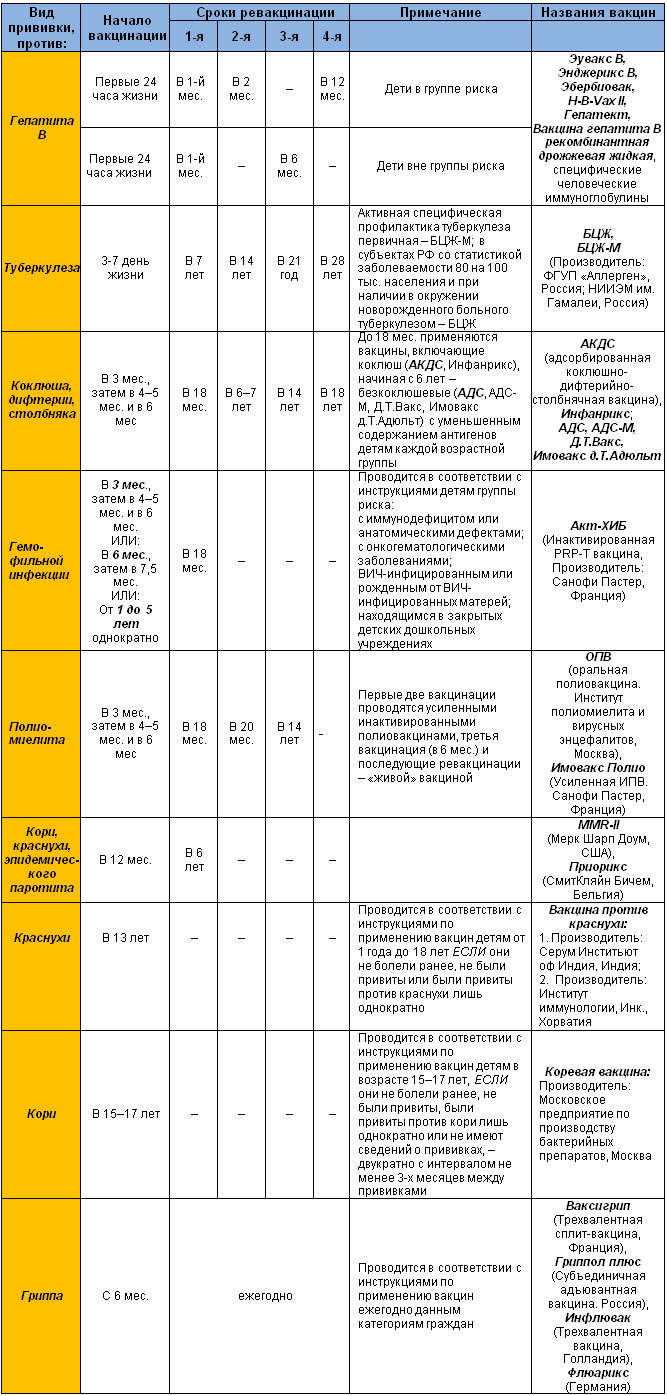 Вид
прививки,
против:
Начало
вакцинации
Сроки ревакцинации
1-я
2-я
3-я
4-я
Примечание
Названия вакцин
Гепатита
В
Первые 24
часа жизни
В 1-й
мес.
В 2
мес.
–
В 12
мес.
Дети в группе риска
Первые 24
часа жизни
В 1-й
мес.
–
В 6
мес.
–
Дети вне группы риска
Эувакс В,
Энджерикс В,
Эбербиовак,
H-B-Vax II,
Гепатект,
Вакцина гепатита В
рекомбинантная
дрожжевая жидкая,
специфические
человеческие
иммуноглобулины
Туберкулеза
3-7 день
жизни
В 7
лет
В 14
лет
В 21
год
В 28
лет
Активная специфическая
профилактика туберкулеза
первичная – БЦЖ-М; в
субъектах РФ со статистикой
заболеваемости 80 на 100
тыс. населения и при
наличии в окружении
новорожденного больного
туберкулезом – БЦЖ
БЦЖ,
БЦЖ-М
(Производитель:
ФГУП «Аллерген»,
Россия; НИИЭМ им.
Гамалеи, Россия)
Коклюша,
дифтерии,
столбняка
В 3 мес.,
затем в 4–5
мес. и в 6
мес
В 18
мес.
В 6–7
лет
В 14
лет
В 18
лет
До 18 мес. применяются
вакцины, включающие
коклюш (АКДС, Инфанрикс),
начиная с 6 лет –
безкоклюшевые (АДС, АДС-
М, Д.Т.Вакс, Имовакс
д.Т.Адюльт) с уменьшенным
содержанием антигенов
детям каждой возрастной
группы
АКДС
(адсорбированная
коклюшно-
дифтерийно-
столбнячная вакцина),
Инфанрикс;
АДС, АДС-М,
Д.Т.Вакс,
Имовакс д.Т.Адюльт
Гемо-
фильной
инфекции
В 3 мес.,
затем в 4–5
мес. и в 6
мес.
ИЛИ:
В 6 мес.,
затем в 7,5
мес.
ИЛИ:
От 1 до 5
лет
однократно
В 18
мес.
–
–
–
Проводится в соответствии с
инструкциями детям группы
риска:
с иммунодефицитом или
анатомическими дефектами;
с онкогематологическими
заболеваниями;
ВИЧ-инфицированным или
рожденным от ВИЧ-
инфицированных матерей;
находящимся в закрытых
детских дошкольных
учреждениях
Акт-ХИБ
(Инактивированная
PRP-T вакцина,
Производитель:
Санофи Пастер,
Франция)
Полио-
миелита
В 3 мес.,
затем в 4–5
мес. и в 6
мес
В 18
мес.
В 20
мес.
В 14
лет
-
Первые две вакцинации
проводятся усиленными
инактивированными
полиовакцинами, третья
вакцинация (в 6 мес.) и
последующие ревакцинации
– «живой» вакциной
ОПВ
(оральная
полиовакцина.
Институт
полиомиелита и
вирусных
энцефалитов,
Москва),
Имовакс Полио
(Усиленная ИПВ.
Санофи Пастер,
Франция)
Кори,
краснухи,
эпидемичес-
кого
паротита
В 12 мес.
В 6
лет
–
–
–
MMR-II
(Мерк Шарп Доум,
США),
Приорикс
(СмитКляйн Бичем,
Бельгия)
Краснухи
В 13 лет
–
–
–
–
Проводится в соответствии с
инструкциями по
применению вакцин детям от
1 года до 18 лет ЕСЛИ они
не болели ранее, не были
привиты или были привиты
против краснухи лишь
однократно
Вакцина против
краснухи:
1. Производитель:
Серум Институют
оф Индия, Индия;
2. Производитель:
Институт
иммунологии, Инк.,
Хорватия
Кори
В 15–17 лет
–
–
–
–
Проводится в соответствии с
инструкциями по
применению вакцин детям в
возрасте 15–17 лет, ЕСЛИ
они не болели ранее, не
были привиты, были
привиты против кори лишь
однократно или не имеют
сведений о прививках, –
двукратно с интервалом не
менее 3-х месяцев между
прививками
Коревая вакцина:
Производитель:
Московское
предприятие по
производству
бактерийных
препаратов, Москва
Гриппа
С 6 мес.
ежегодно
Проводится в соответствии с
инструкциями по
применению вакцин
ежегодно данным
категориям граждан
Ваксигрип
(Трехвалентная
сплит-вакцина,
Франция),
Гриппол плюс
(Субъединичная
адъювантная
вакцина. Россия),
Инфлювак
(Трехвалентная
вакцина,
Голландия),
Флюарикс
(Германия)